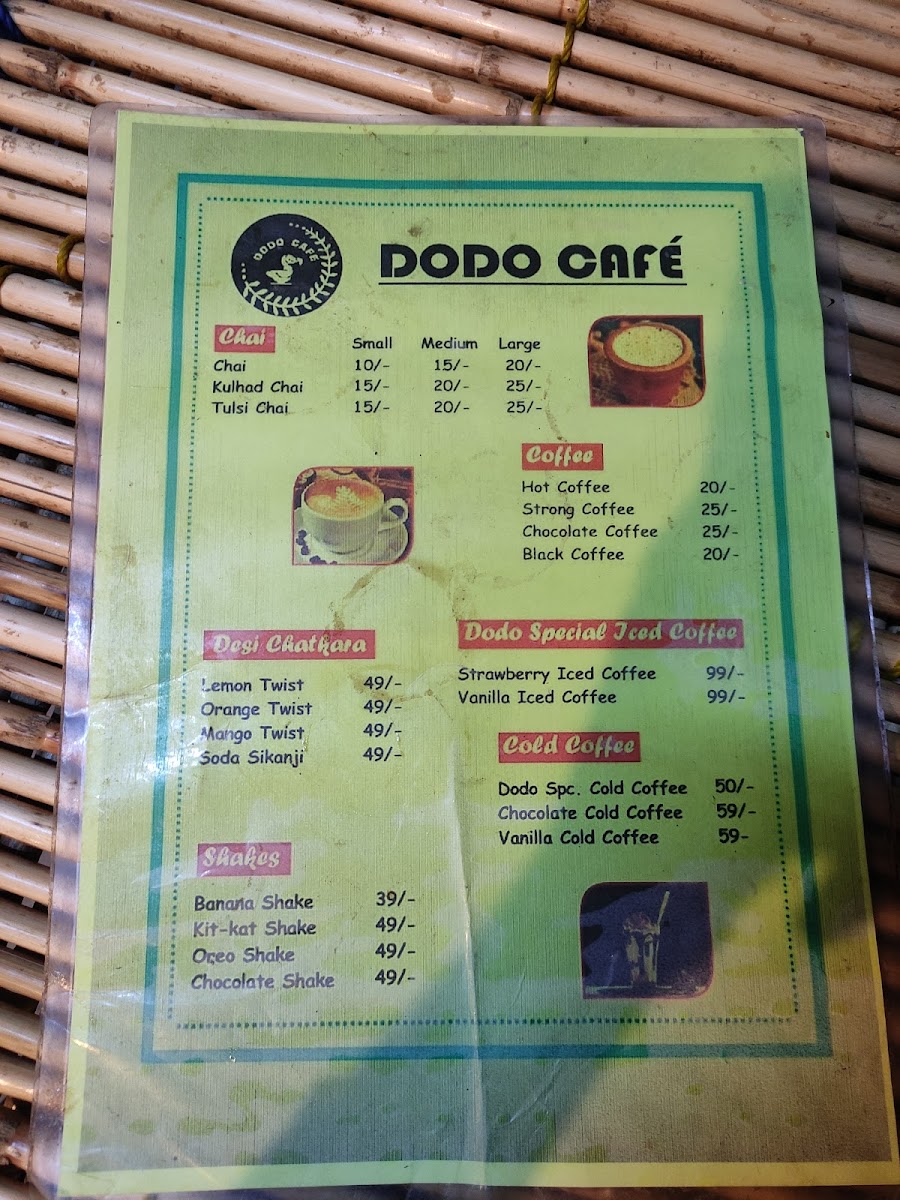 DODO CAFÉ
DODO CAFÉ
Chai Small Medium Large
Chai 10/- 15/- 20/-
Kulhad Chai 15/- 20/- 25/-
Tulsi Chai 15/- 20/- 25/-
Coffee
Hot Coffee 20/-
Strong Coffee 25/-
Chocolate Coffee 25/-
Black Coffee 20/-
Desi Chatkara
Lemon Twist 49/-
Orange Twist 49/-
Mango Twist 49/-
Soda Sikanji 49/-
Dodo Special Iced Coffee
Strawberry Iced Coffee 99/-
Vanilla Iced Coffee 99/-
Cold Coffee
Dodo Spc. Cold Coffee 50/-
Chocolate Cold Coffee 59/-
Vanilla Cold Coffee 59-
Shakes
Banana Shake 39/-
Kit-kat Shake 49/-
Oreo Shake 49/-
Chocolate Shake 49/-